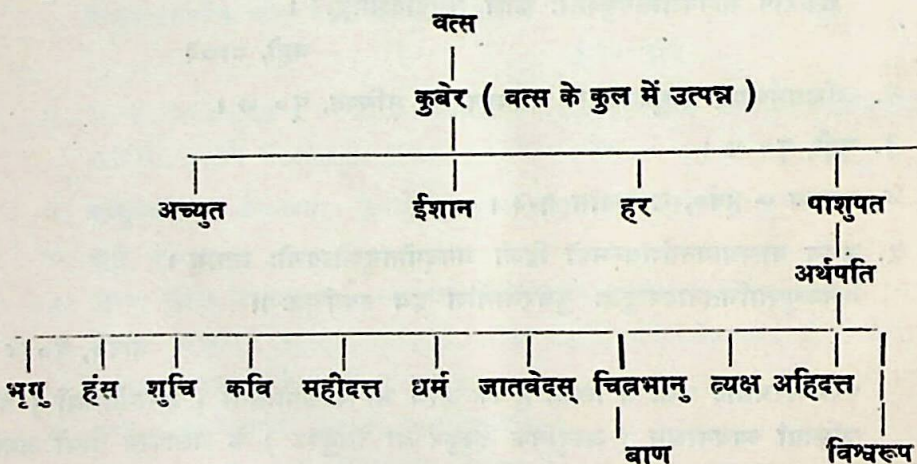 वत्स
कुबेर ( वत्स के कुल में उत्पन्न )
अच्युत ईशान हर पाशुपत
अर्थपति
भृगु हंस शुचि कवि महीदत्त धर्म जातवेदस् चित्रभानु त्र्यक्ष अहिदत्त
बाण विश्वरूप